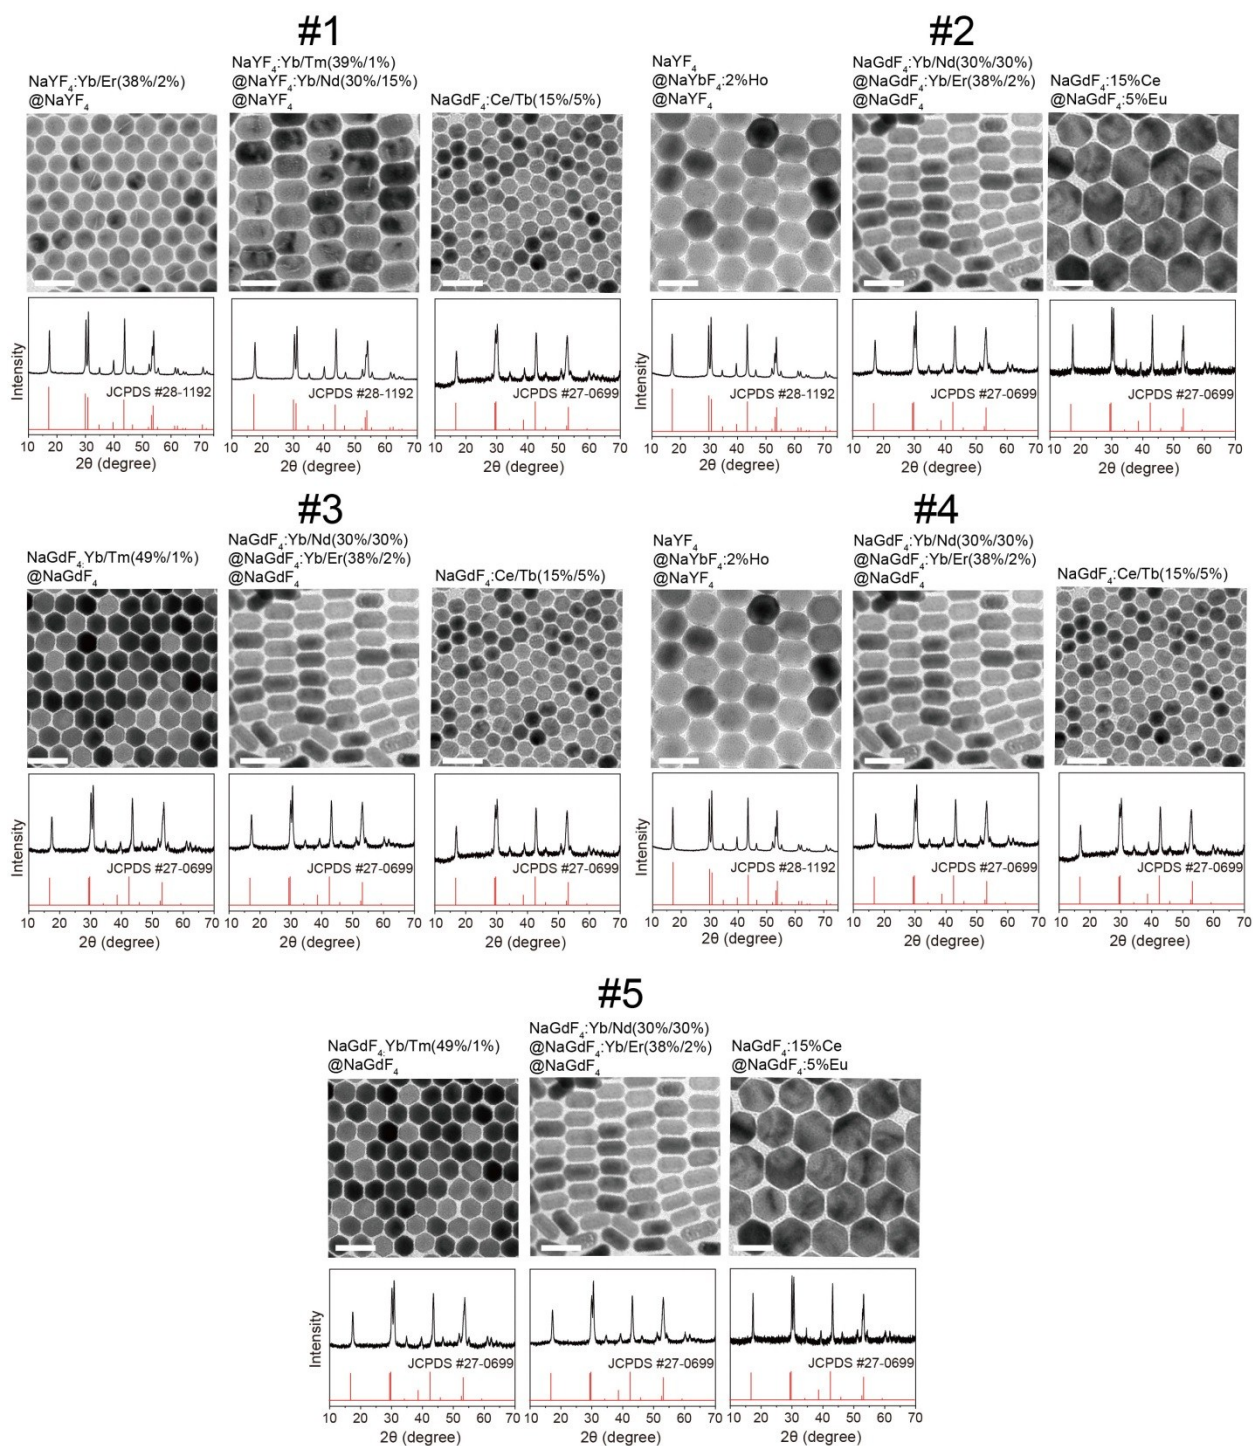 #1
NaYF4:Yb/Er(38%/2%)
@NaYF4
NaYF4:Yb/Tm(39%/1%)
@NaYF4:Yb/Nd(30%/15%)
@NaYF4
NaGdF4:Ce/Tb(15%/5%)
Intensity
JCPDS #28-1192
10 20 30 40 50 60 70
2θ (degree)
JCPDS #28-1192
10 20 30 40 50 60 70
2θ (degree)
JCPDS #27-0699
10 20 30 40 50 60 70
2θ (degree)
#2
NaYF4
@NaYbF4:2%Ho
@NaYF4
NaGdF4:Yb/Nd(30%/30%)
@NaGdF4:Yb/Er(38%/2%)
@NaGdF4
NaGdF4:15%Ce
@NaGdF4:5%Eu
Intensity
JCPDS #28-1192
10 20 30 40 50 60 70
2θ (degree)
JCPDS #27-0699
10 20 30 40 50 60 70
2θ (degree)
JCPDS #27-0699
10 20 30 40 50 60 70
2θ (degree)
#3
NaGdF4:Yb/Tm(49%/1%)
@NaGdF4
NaGdF4:Yb/Nd(30%/30%)
@NaGdF4:Yb/Er(38%/2%)
@NaGdF4
NaGdF4:Ce/Tb(15%/5%)
Intensity
JCPDS #27-0699
10 20 30 40 50 60 70
2θ (degree)
JCPDS #27-0699
10 20 30 40 50 60 70
2θ (degree)
JCPDS #27-0699
10 20 30 40 50 60 70
2θ (degree)
#4
NaYF4
@NaYbF4:2%Ho
@NaYF4
NaGdF4:Yb/Nd(30%/30%)
@NaGdF4:Yb/Er(38%/2%)
@NaGdF4
NaGdF4:Ce/Tb(15%/5%)
Intensity
JCPDS #28-1192
10 20 30 40 50 60 70
2θ (degree)
JCPDS #27-0699
10 20 30 40 50 60 70
2θ (degree)
JCPDS #27-0699
10 20 30 40 50 60 70
2θ (degree)
#5
NaGdF4:Yb/Tm(49%/1%)
@NaGdF4
NaGdF4:Yb/Nd(30%/30%)
@NaGdF4:Yb/Er(38%/2%)
@NaGdF4
NaGdF4:15%Ce
@NaGdF4:5%Eu
Intensity
JCPDS #27-0699
10 20 30 40 50 60 70
2θ (degree)
JCPDS #27-0699
10 20 30 40 50 60 70
2θ (degree)
JCPDS #27-0699
10 20 30 40 50 60 70
2θ (degree)